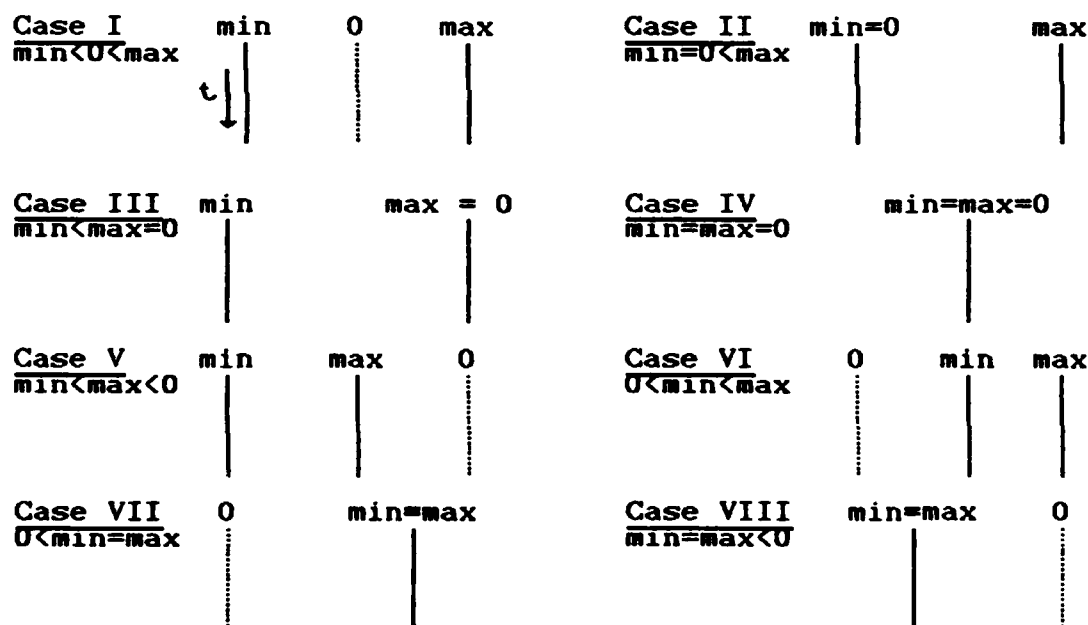 Case I min 0 max
min<0<max
t
Case II min=0 max
min=0<max
Case III min max = 0
min<max=0
Case IV min=max=0
min=max=0
Case V min max 0
min<max<0
Case VI 0 min max
0<min<max
Case VII 0 min=max
0<min=max
Case VIII min=max 0
min=max<0